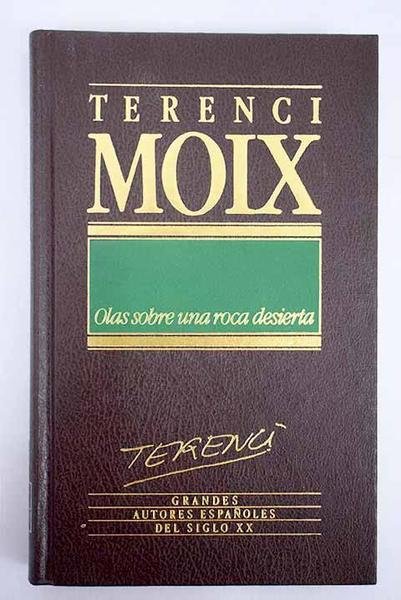 TERENCI
MOIX
Olas sobre una roca desierta
TERENCI
GRANDES
AUTORES ESPAÑOLES
DEL SIGLO XX